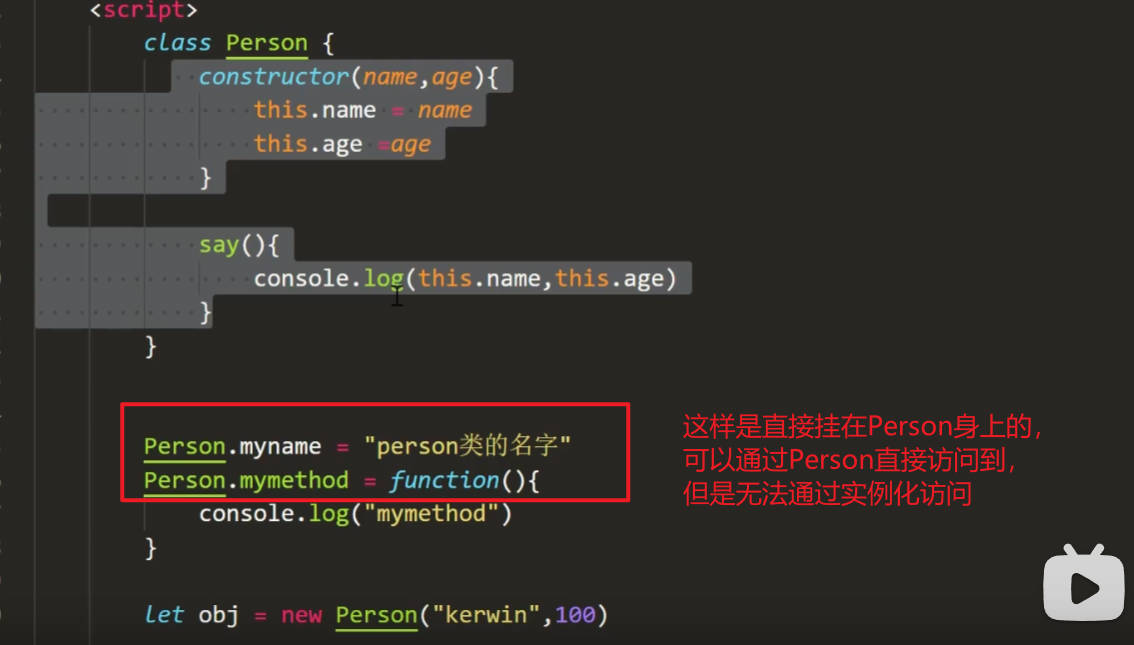 <script>
class Person {
constructor(name,age){
this.name = name
this.age =age
}
say(){
console.log(this.name,this.age)
}
}
Person.myname = "person类的名字"
Person.mymethod = function(){
console.log("mymethod")
}
let obj = new Person("kerwin",100)
这样是直接挂在Person身上的，
可以通过Person直接访问到，
但是无法通过实例化访问